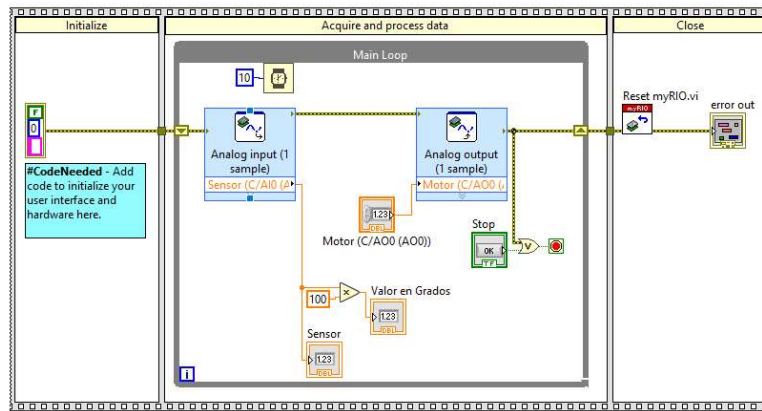 Initialize
Acquire and process data
Close
Main Loop
10
F
0
Reset myRIO.vi
myRIO
error out
Analog input (1
sample)
Analog output
(1 sample)
Sensor (C/AI0 (A
Motor (C/AO0 (
#CodeNeeded - Add
code to initialize your
user interface and
hardware here.
1.23
DBL
Motor (C/AO0 (AO0))
Stop
OK
TF
V
100
X
Valor en Grados
1.23
DBL
Sensor
1.23
DBL
i